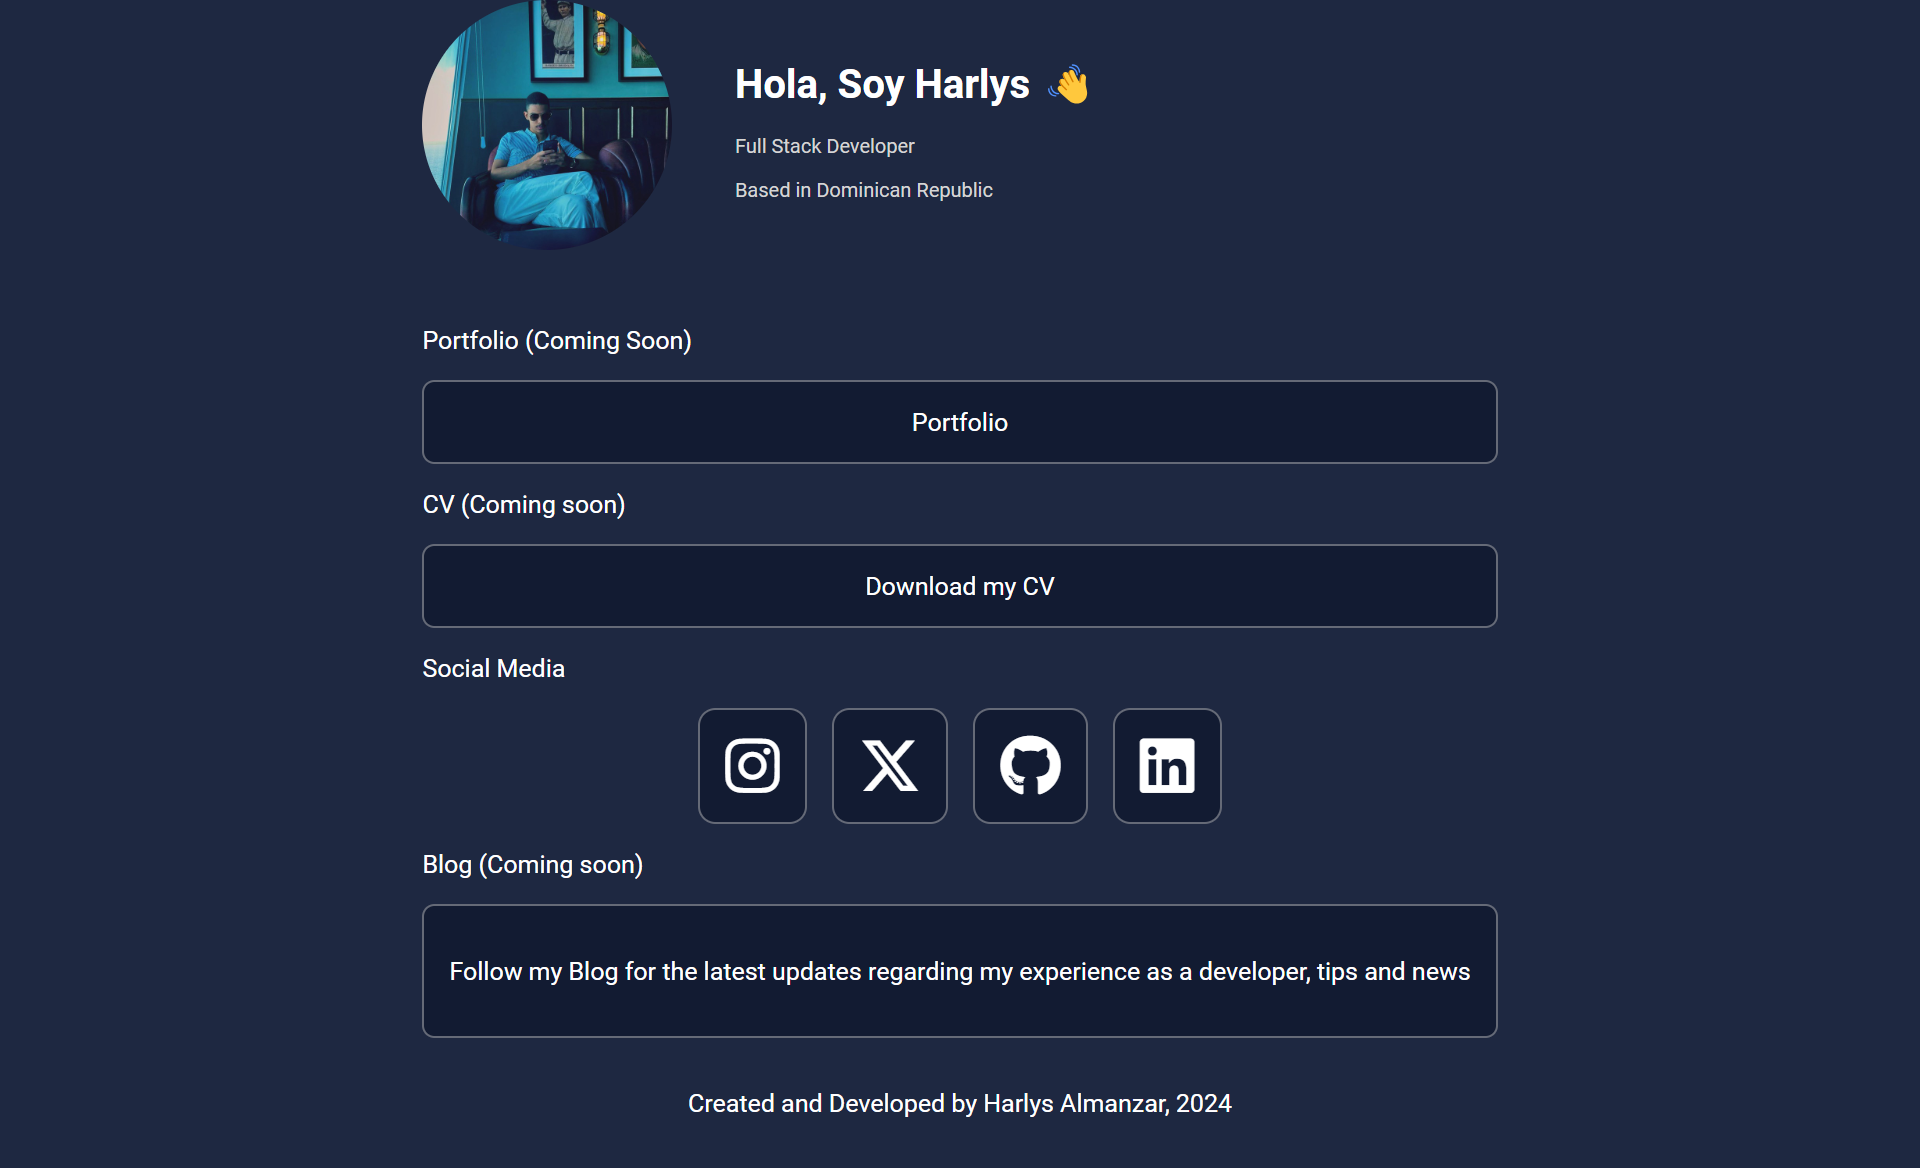 Hola, Soy Harlys 👋
Full Stack Developer
Based in Dominican Republic
Portfolio (Coming Soon)
Portfolio
CV (Coming soon)
Download my CV
Social Media
Blog (Coming soon)
Follow my Blog for the latest updates regarding my experience as a developer, tips and news
Created and Developed by Harlys Almanzar, 2024